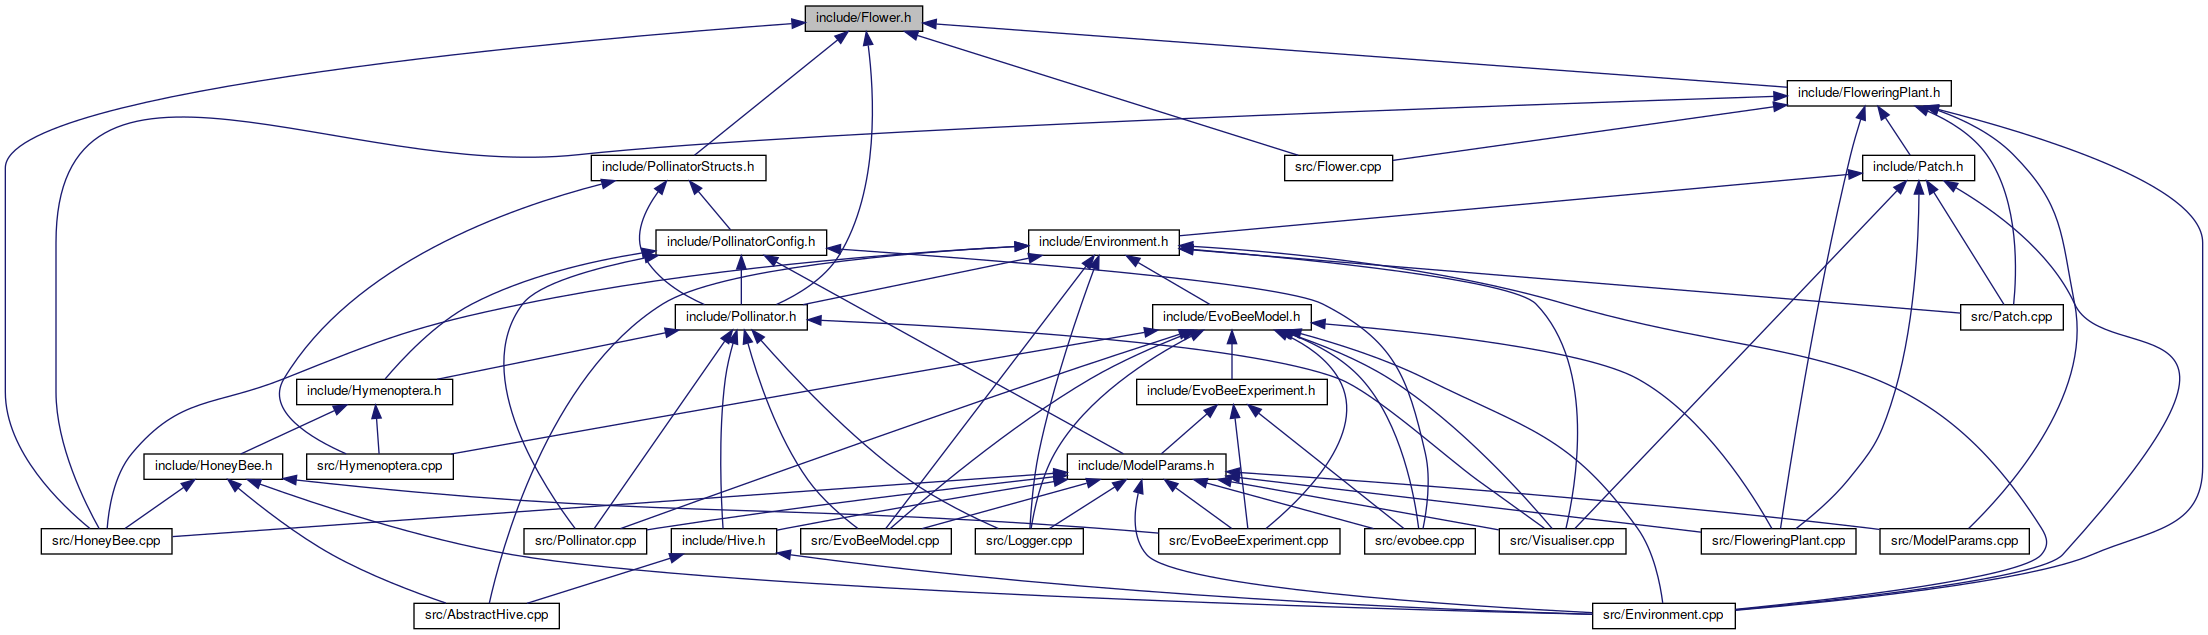 include/Flower.h
include/FloweringPlant.h
include/PollinatorStructs.h
src/Flower.cpp
include/Patch.h
include/PollinatorConfig.h
include/Environment.h
include/Pollinator.h
include/EvoBeeModel.h
src/Patch.cpp
include/Hymenoptera.h
include/EvoBeeExperiment.h
include/HoneyBee.h
src/Hymenoptera.cpp
include/ModelParams.h
src/HoneyBee.cpp
src/Pollinator.cpp
include/Hive.h
src/EvoBeeModel.cpp
src/Logger.cpp
src/EvoBeeExperiment.cpp
src/evobee.cpp
src/Visualiser.cpp
src/FloweringPlant.cpp
src/ModelParams.cpp
src/AbstractHive.cpp
src/Environment.cpp